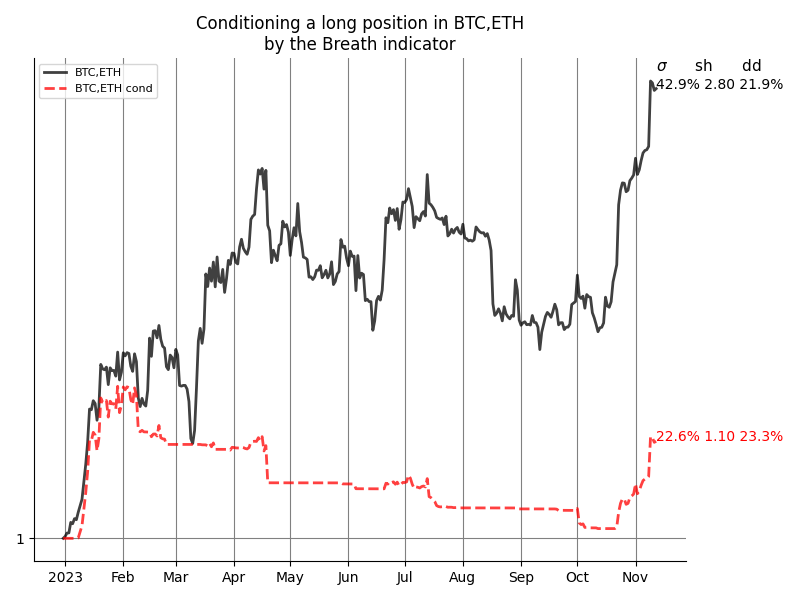 Conditioning a long position in BTC,ETH
by the Breath indicator
σ sh dd
BTC,ETH
BTC,ETH cond
42.9% 2.80 21.9%
22.6% 1.10 23.3%
1
2023 Feb Mar Apr May Jun Jul Aug Sep Oct Nov